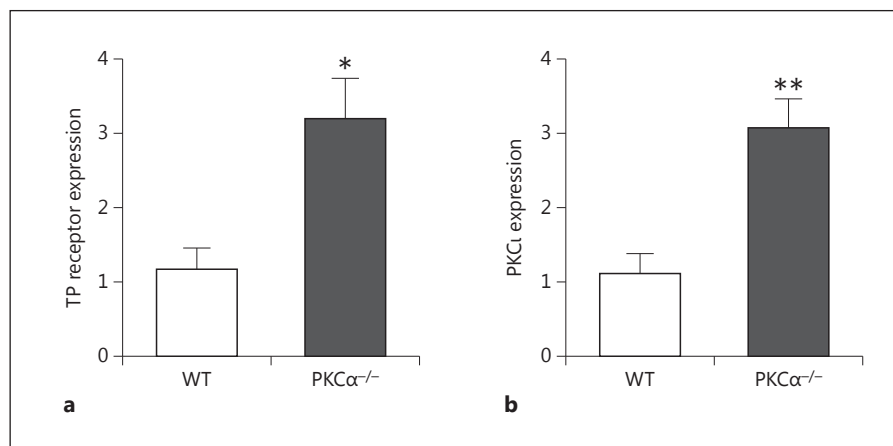 4
3
2
1
0
TP receptor expression
*
WT
PKCα–/–
a
4
3
2
1
0
PKCι expression
**
WT
PKCα–/–
b